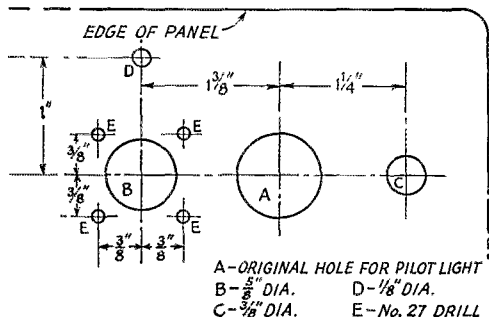 EDGE OF PANEL
D
1 3/8"
1 1/4"
1"
E
E
3/8"
B
A
C
3/8"
E
E
3/8"
3/8"
A-ORIGINAL HOLE FOR PILOT LIGHT
B-5/8" DIA. D-1/8" DIA.
C-3/8" DIA. E-No. 27 DRILL